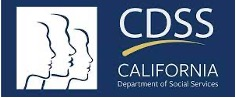 CDSS
CALIFORNIA
Department of Social Services